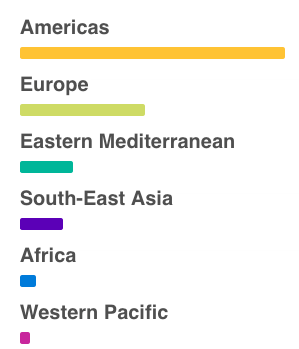 Americas
Europe
Eastern Mediterranean
South-East Asia
Africa
Western Pacific